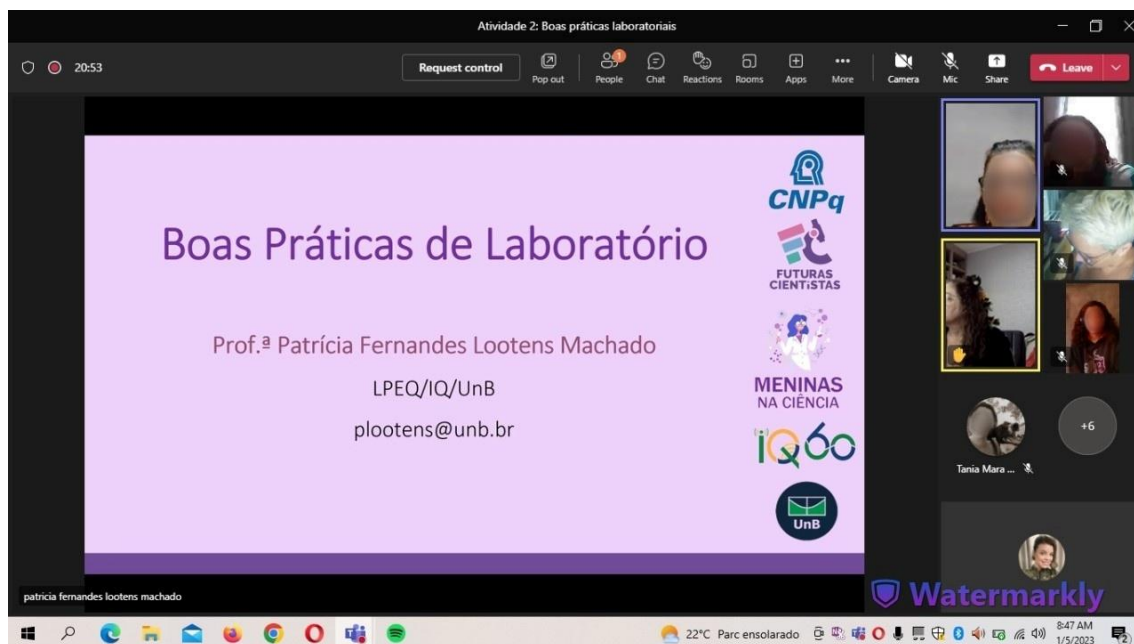 Atividade 2: Boas práticas laboratoriais
20:53
Request control
Pop out
People
1
Chat
Reactions
Rooms
Apps
More
Camera
Mic
Share
Leave
Boas Práticas de Laboratório
Prof.ª Patrícia Fernandes Lootens Machado
LPEQ/IQ/UnB
plootens@unb.br
CNPq
FUTURAS
CIENTiSTAS
MENINAS
NA CIÊNCIA
iQ60
UnB
+6
Tania Mara ...
patricia fernandes lootens machado
Watermarkly
22°C Parc ensolarado
8:47 AM
1/5/2023
2